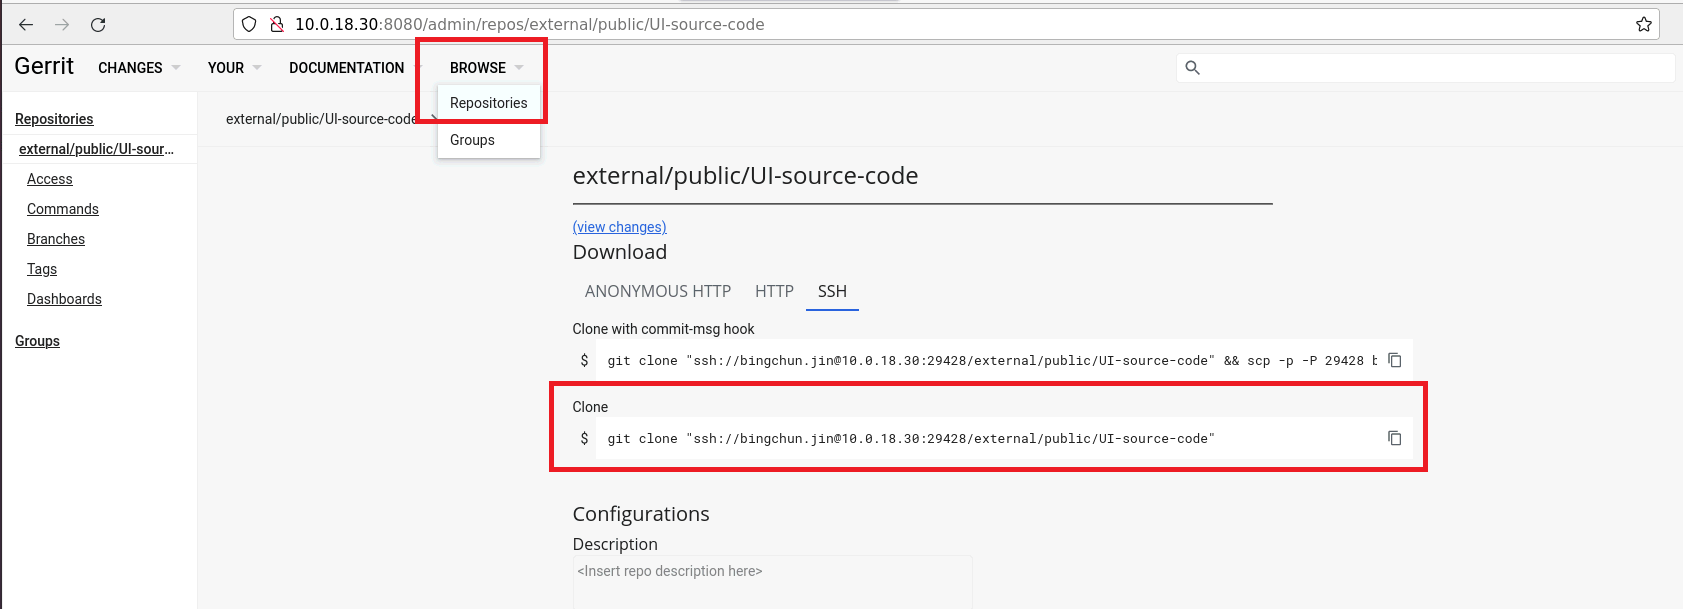 10.0.18.30:8080/admin/repos/external/public/UI-source-code
Gerrit CHANGES YOUR DOCUMENTATION BROWSE
Repositories
Groups
Repositories
external/public/UI-sour...
Access
Commands
Branches
Tags
Dashboards
Groups
external/public/UI-source-code
external/public/UI-source-code
(view changes)
Download
ANONYMOUS HTTP HTTP SSH
Clone with commit-msg hook
$ git clone "ssh://bingchun.jin@10.0.18.30:29428/external/public/UI-source-code" && scp -p -P 29428 b
Clone
$ git clone "ssh://bingchun.jin@10.0.18.30:29428/external/public/UI-source-code"
Configurations
Description
<Insert repo description here>